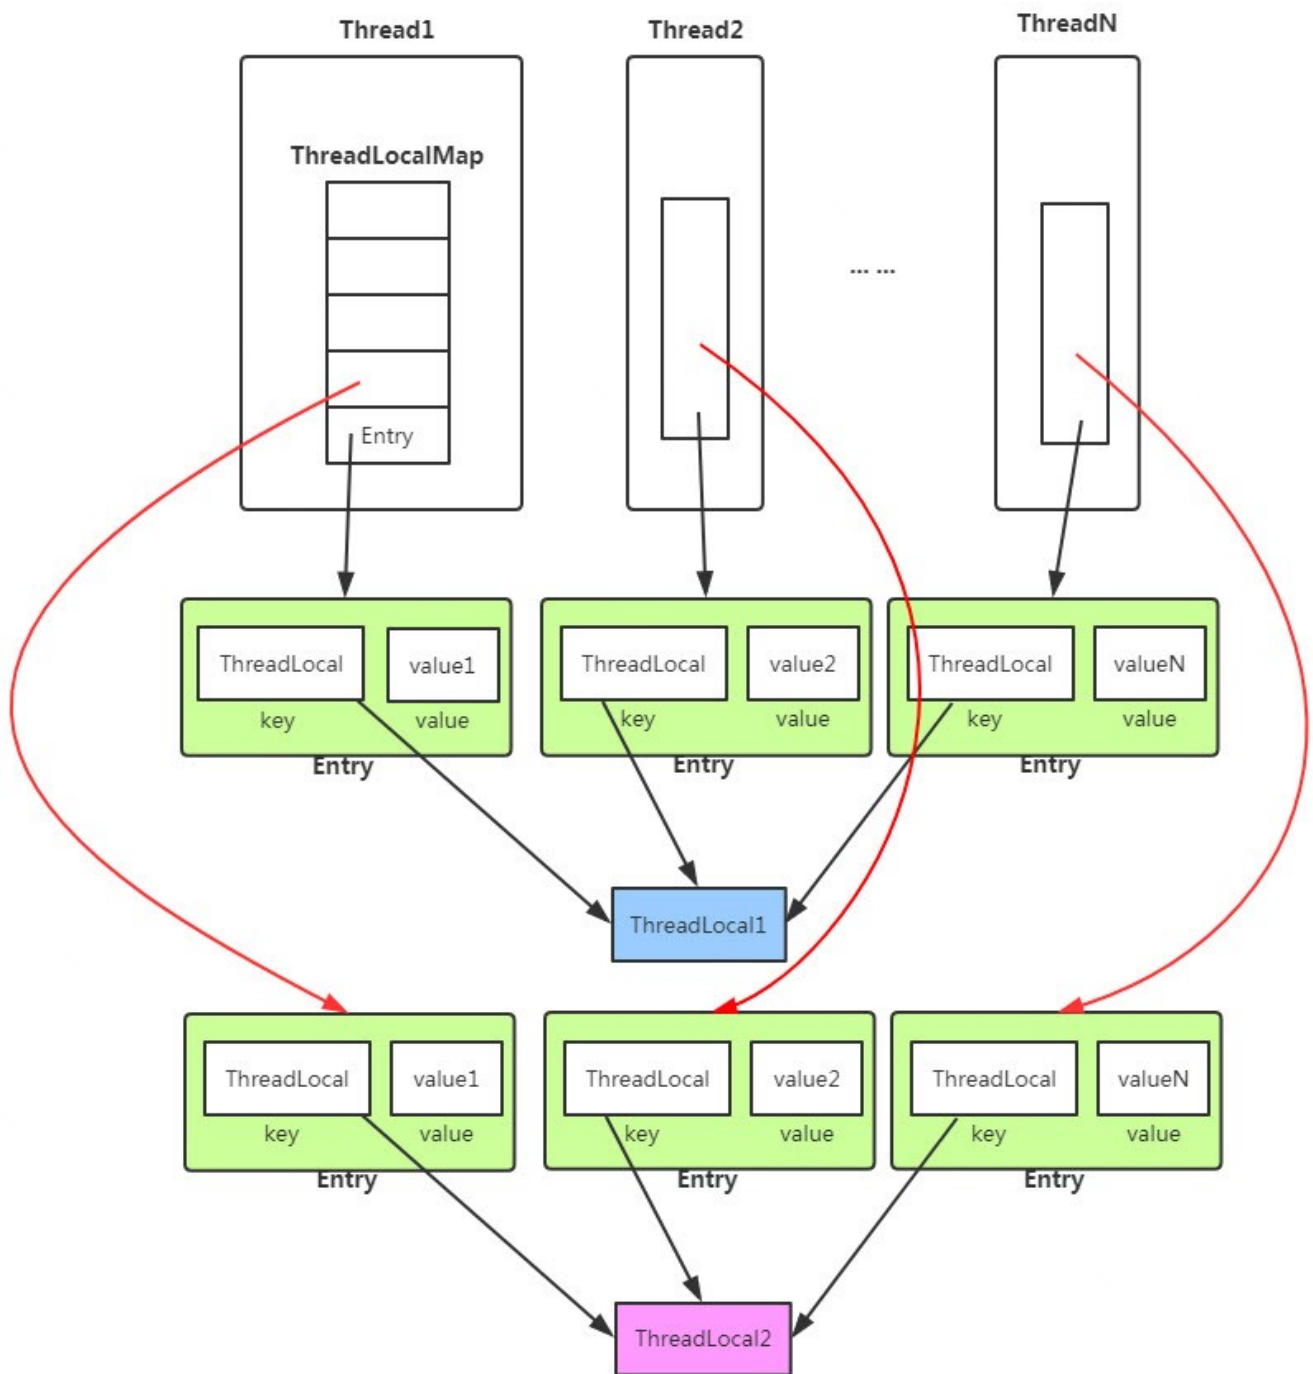 Thread1 Thread2 ThreadN
ThreadLocalMap
... ...
Entry
ThreadLocal value1 ThreadLocal value2 ThreadLocal valueN
key value key value key value
Entry Entry Entry
ThreadLocal1
ThreadLocal value1 ThreadLocal value2 ThreadLocal valueN
key value key value key value
Entry Entry Entry
ThreadLocal2